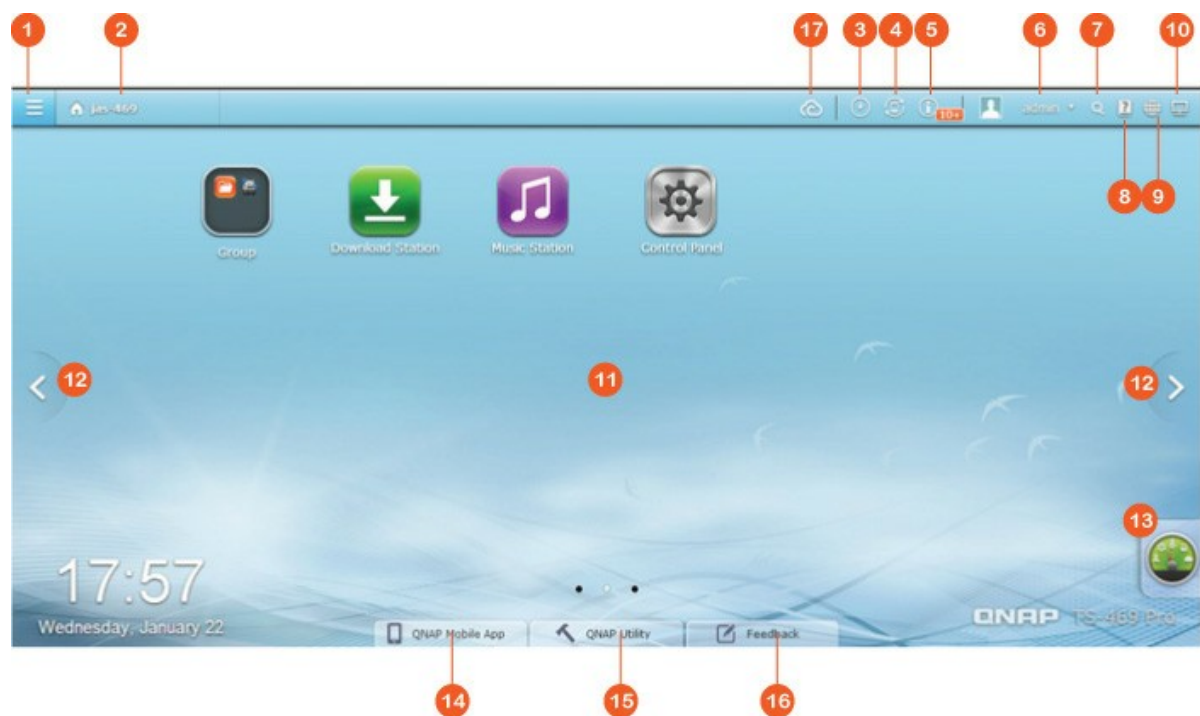 1 2 17 3 4 5 6 7 10
jas-469 10+ admin
8 9
Group Download Station Music Station Control Panel
12 11 12
13
17:57
Wednesday, January 22
QNAP TS-469 Pro
QNAP Mobile App QNAP Utility Feedback
14 15 16